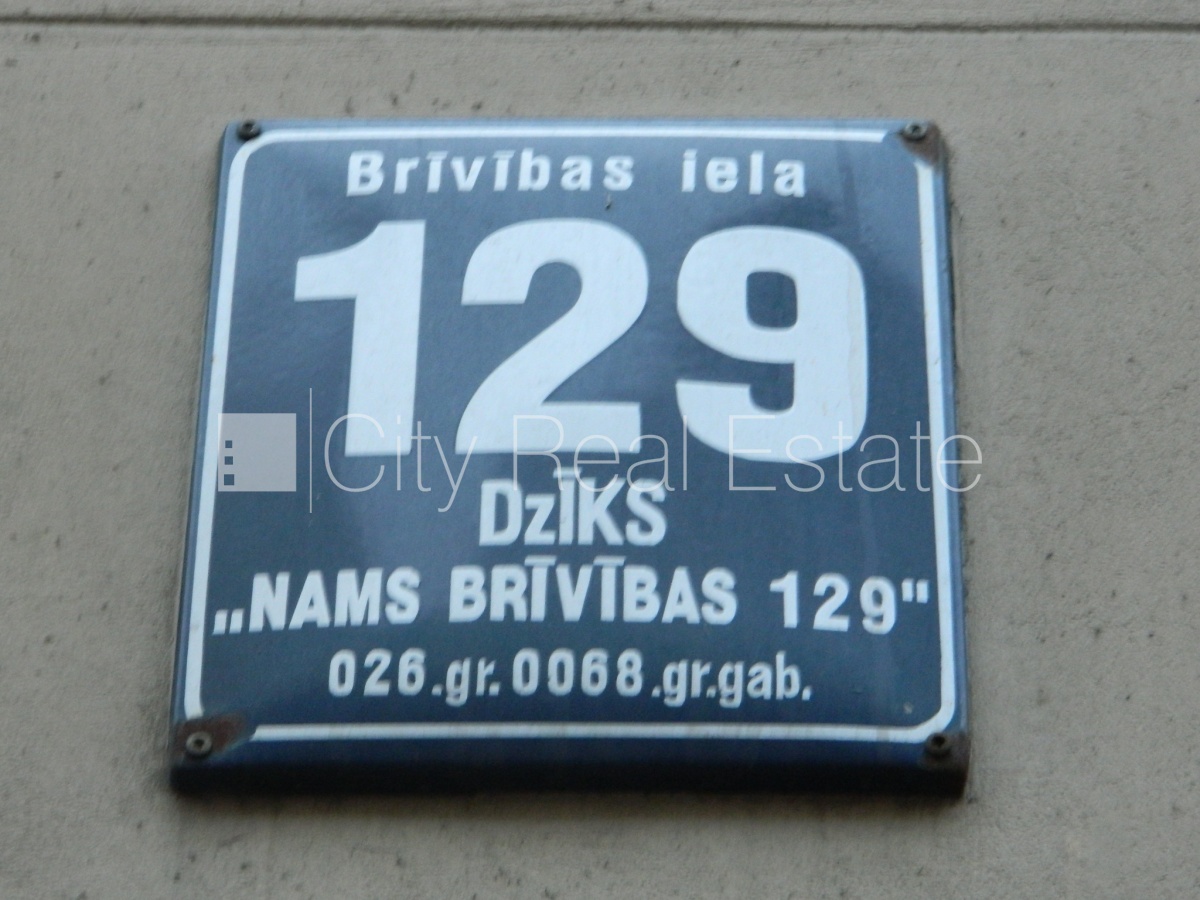 Brīvības iela
129
City Real Estate
DzĪKS
„NAMS BRĪVĪBAS 129"
026.gr.0068.gr.gab.